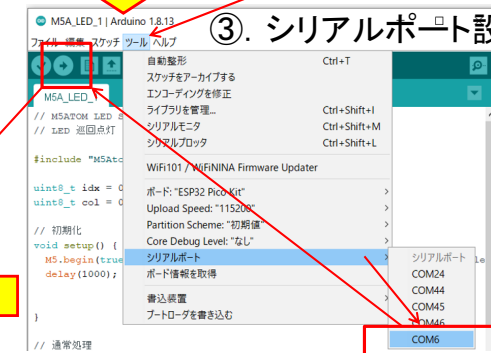 M5A_LED_1 | Arduino 1.8.13
③. シリアルポート設
ファイル 編集 スケッチ ツール ヘルプ
自動整形 Ctrl+T
スケッチをアーカイブする
エンコーディングを修正
ライブラリを管理... Ctrl+Shift+I
シリアルモニタ Ctrl+Shift+M
シリアルプロッタ Ctrl+Shift+L
WiFi101 / WiFiNINA Firmware Updater
ボード: "ESP32 Pico Kit"
Upload Speed: "115200"
Partition Scheme: "初期値"
Core Debug Level: "なし"
シリアルポート
ボード情報を取得
書込装置
ブートローダを書き込む
シリアルポート
COM24
COM44
COM45
COM46
COM6
M5A_LED_
// M5ATOM LED S
// LED 巡回点灯
#include "M5Ato
uint8_t idx = 0
uint8_t col = 0
// 初期化
void setup() {
M5.begin(true
le
delay(1000);
}
// 通常処理